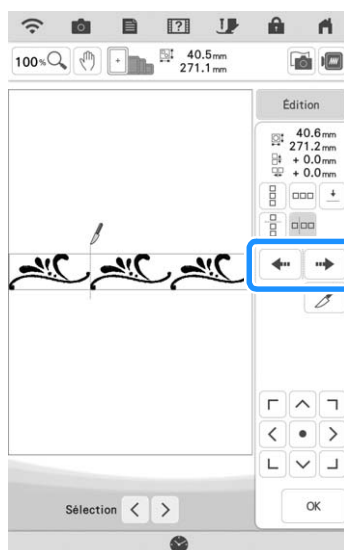 100%
40.5mm
271.1mm
Édition
40.6mm
271.2mm
+ 0.0mm
+ 0.0mm
Sélection
OK